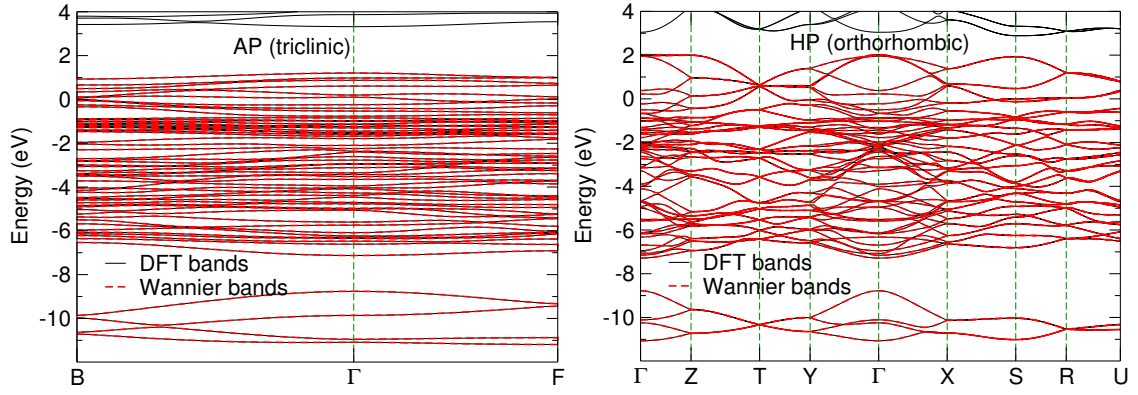 AP (triclinic)
4
2
0
-2
-4
-6
-8
-10
Energy (eV)
DFT bands
Wannier bands
B
Γ
F
HP (orthorhombic)
4
2
0
-2
-4
-6
-8
-10
Energy (eV)
DFT bands
Wannier bands
Γ
Z
T
Y
Γ
X
S
R
U